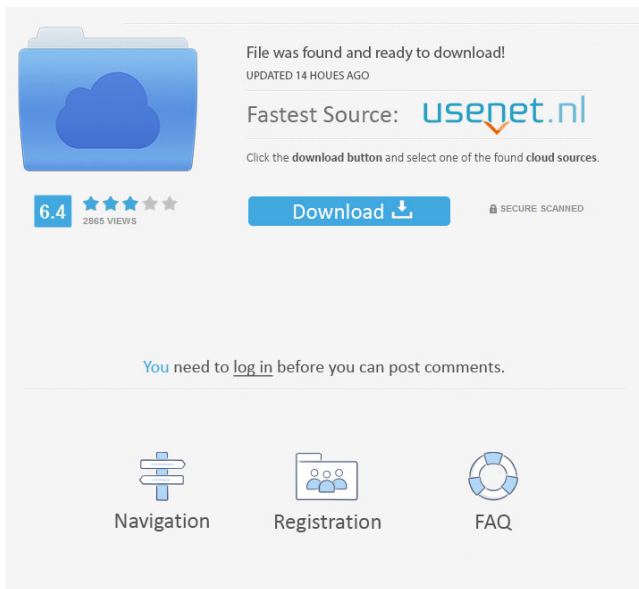 File was found and ready to download!
UPDATED 14 HOUES AGO
Fastest Source: usenet.nl
Click the download button and select one of the found cloud sources.
6.4
2865 VIEWS
Download
SECURE SCANNED
You need to log in before you can post comments.
Navigation
Registration
FAQ